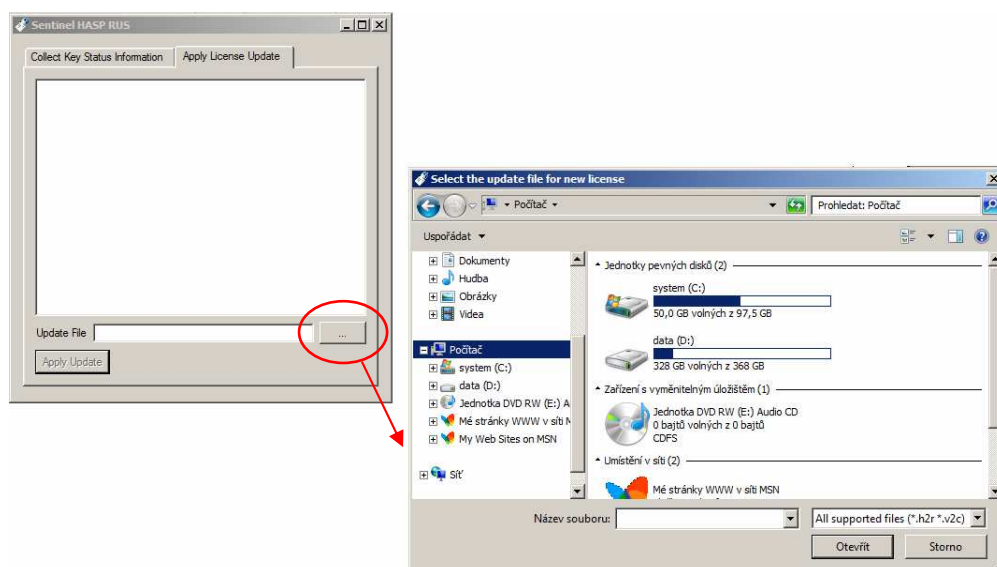 Sentinel HASP RUS
Collect Key Status Information
Apply License Update
Update File
...
Apply Update
Select the update file for new license
Počítač
Prohledat: Počítač
Uspořádat
Dokumenty
Hudba
Obrázky
Videa
Počítač
system (C:)
data (D:)
Jednotka DVD RW (E:) A
Mé stránky WWW v síti M
My Web Sites on MSN
Síť
Jednotky pevných disků (2)
system (C:)
50,0 GB volných z 97,5 GB
data (D:)
328 GB volných z 368 GB
Zařízení s vyměnitelným úložištěm (1)
Jednotka DVD RW (E:) Audio CD
0 bajtů volných z 0 bajtů
CDFS
Umístění v síti (2)
Mé stránky WWW v síti MSN
Název souboru:
All supported files (*.h2r *.v2c)
Otevřít
Storno